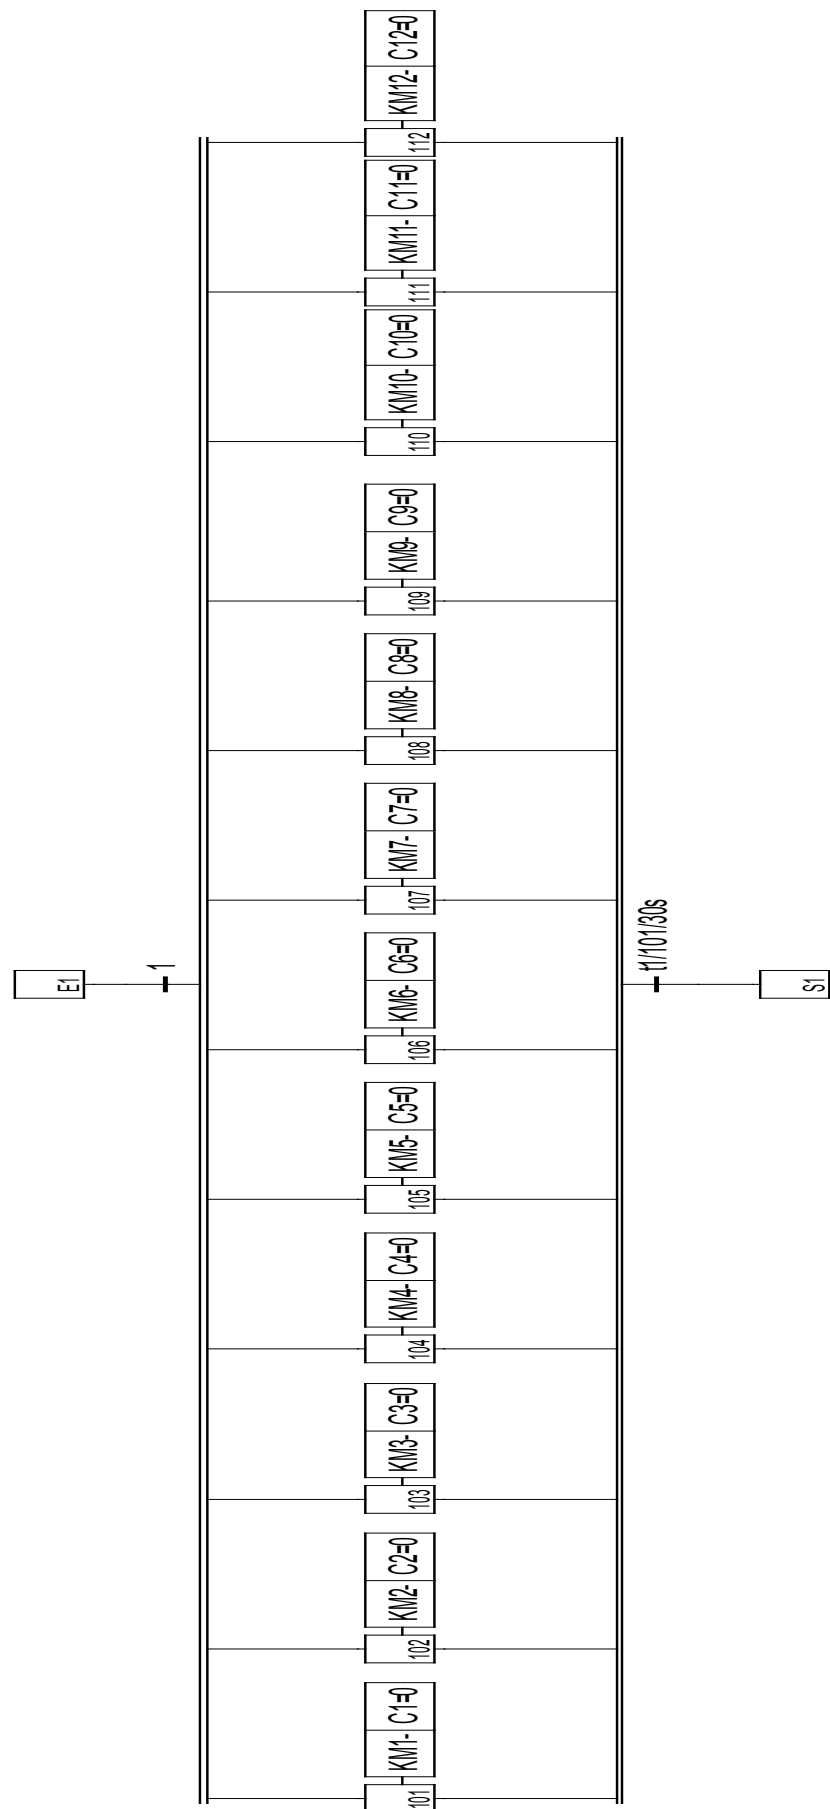 E1
1
101
KM1-
C1=0
102
KM2-
C2=0
103
KM3-
C3=0
104
KM4-
C4=0
105
KM5-
C5=0
106
KM6-
C6=0
107
KM7-
C7=0
108
KM8-
C8=0
109
KM9-
C9=0
110
KM10-
C10=0
111
KM11-
C11=0
112
KM12-
C12=0
t1/101/30s
S1